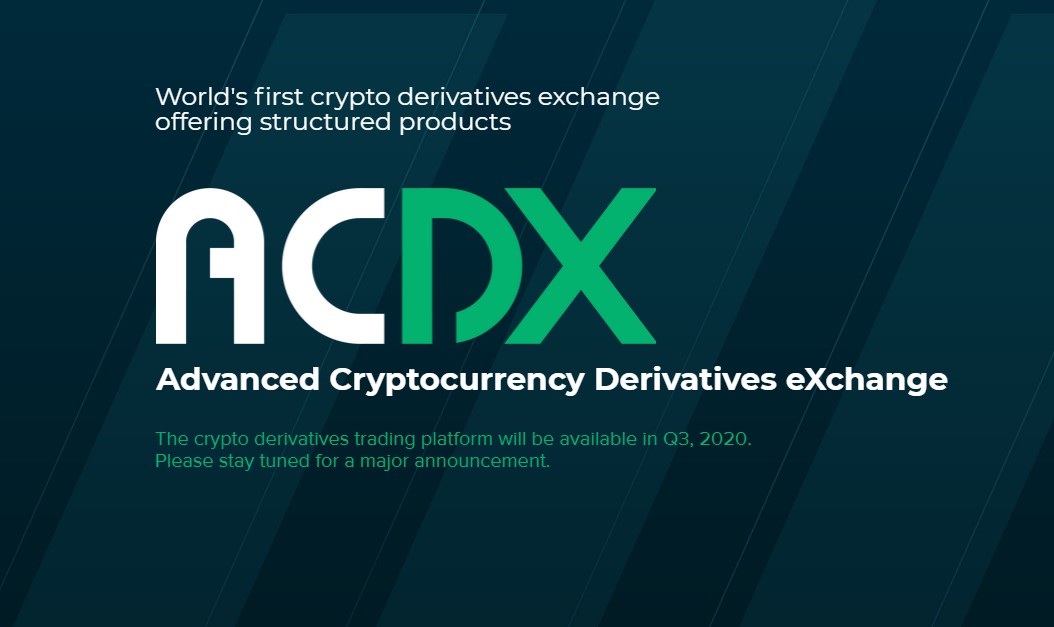 World's first crypto derivatives exchange
offering structured products
ACDX
Advanced Cryptocurrency Derivatives eXchange
The crypto derivatives trading platform will be available in Q3, 2020.
Please stay tuned for a major announcement.